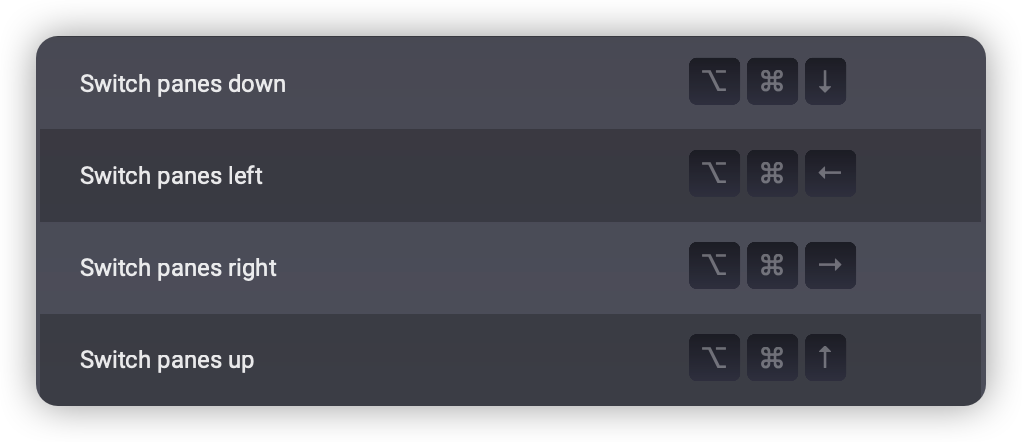 Switch panes down ⌥ ⌘ ↓
Switch panes left ⌥ ⌘ ←
Switch panes right ⌥ ⌘ →
Switch panes up ⌥ ⌘ ↑